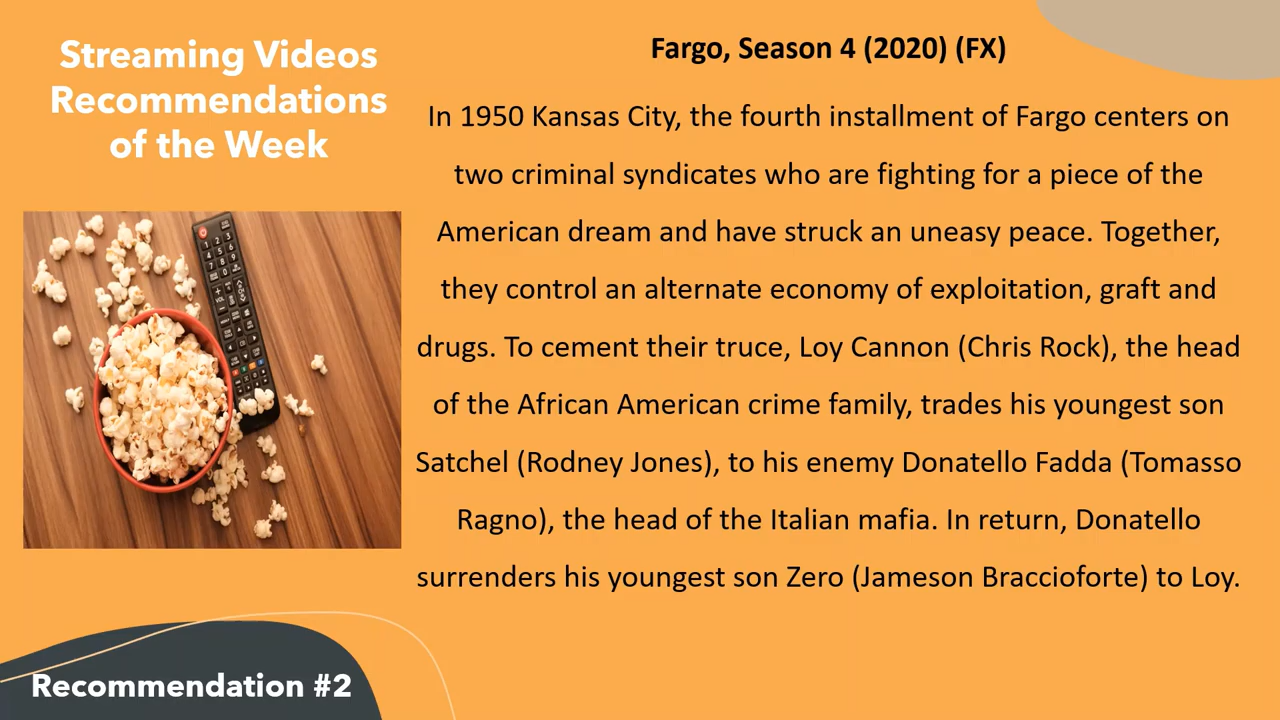 Streaming Videos
Recommendations
of the Week
Fargo, Season 4 (2020) (FX)
In 1950 Kansas City, the fourth installment of Fargo centers on
two criminal syndicates who are fighting for a piece of the
American dream and have struck an uneasy peace. Together,
they control an alternate economy of exploitation, graft and
drugs. To cement their truce, Loy Cannon (Chris Rock), the head
of the African American crime family, trades his youngest son
Satchel (Rodney Jones), to his enemy Donatello Fadda (Tomasso
Ragno), the head of the Italian mafia. In return, Donatello
surrenders his youngest son Zero (Jameson Braccioforte) to Loy.
Recommendation #2